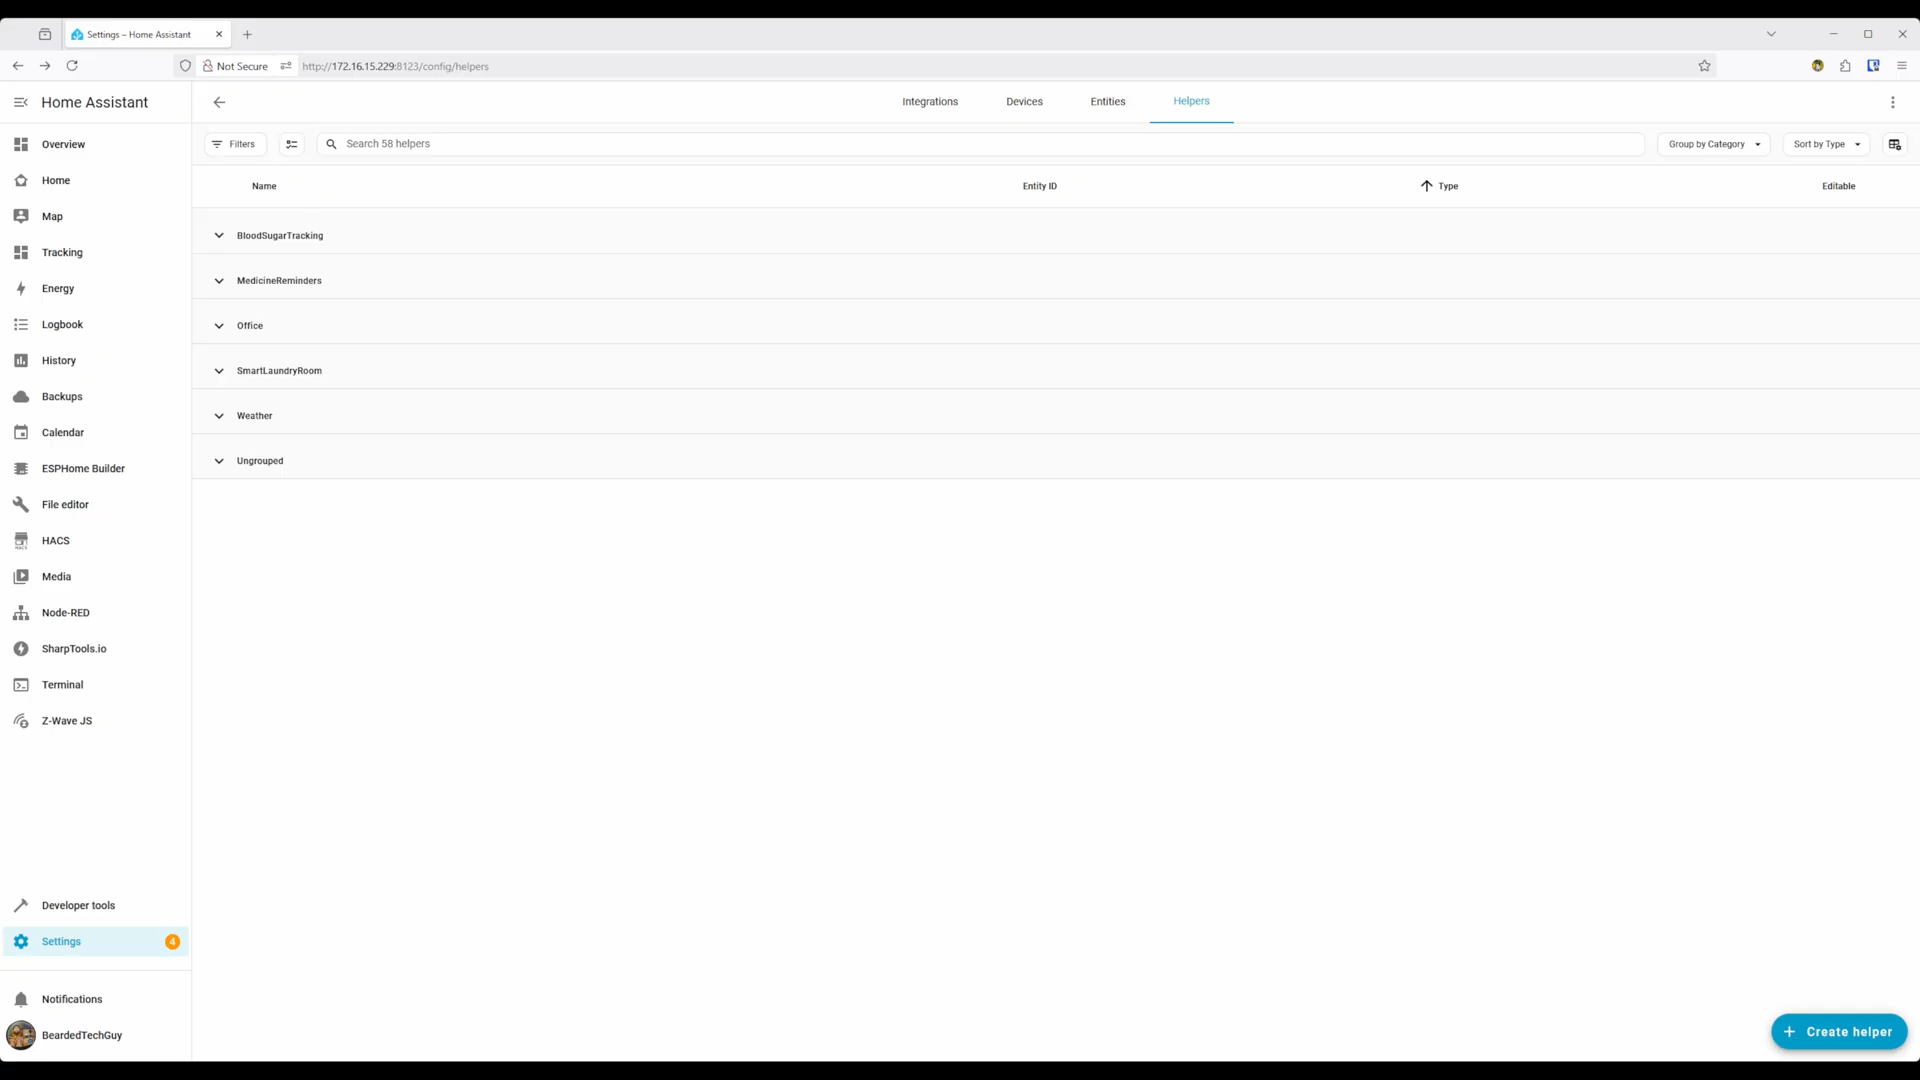 Settings – Home Assistant
Not Secure
http://172.16.15.229:8123/config/helpers
Home Assistant
Integrations
Devices
Entities
Helpers
Overview
Home
Map
Tracking
Energy
Logbook
History
Backups
Calendar
ESPHome Builder
File editor
HACS
Media
Node-RED
SharpTools.io
Terminal
Z-Wave JS
Developer tools
Settings
4
Notifications
BeardedTechGuy
Filters
Search 58 helpers
Group by Category
Sort by Type
Name
Entity ID
Type
Editable
BloodSugarTracking
MedicineReminders
Office
SmartLaundryRoom
Weather
Ungrouped
Create helper